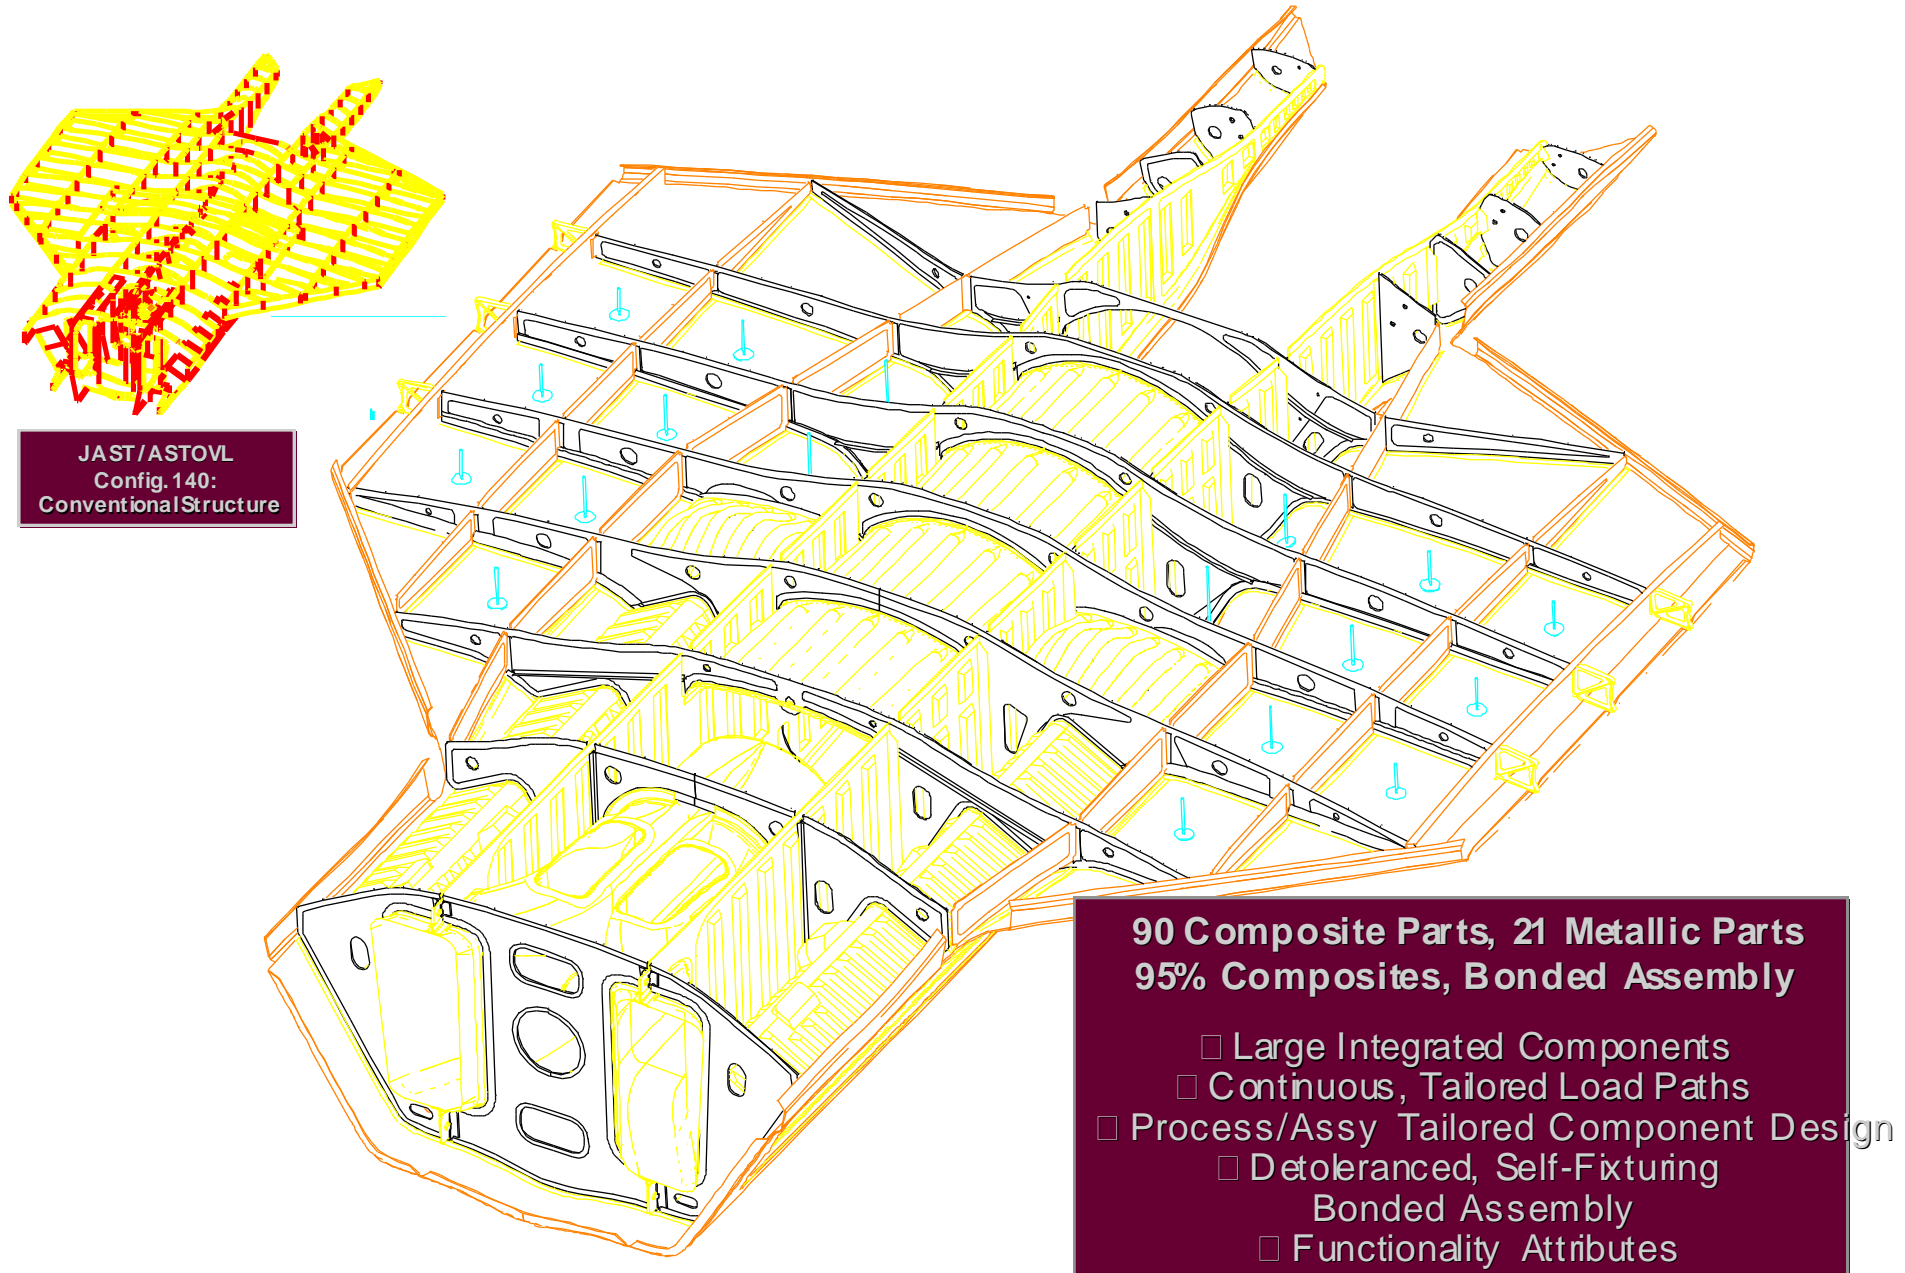 JAST/ASTOVL
Config.140:
Conventional Structure
90 Composite Parts, 21 Metallic Parts
95% Composites, Bonded Assembly
□ Large Integrated Components
□ Continuous, Tailored Load Paths
□ Process/Assy Tailored Component Design
□ Detoleranced, Self-Fixturing
Bonded Assembly
□ Functionality Attributes